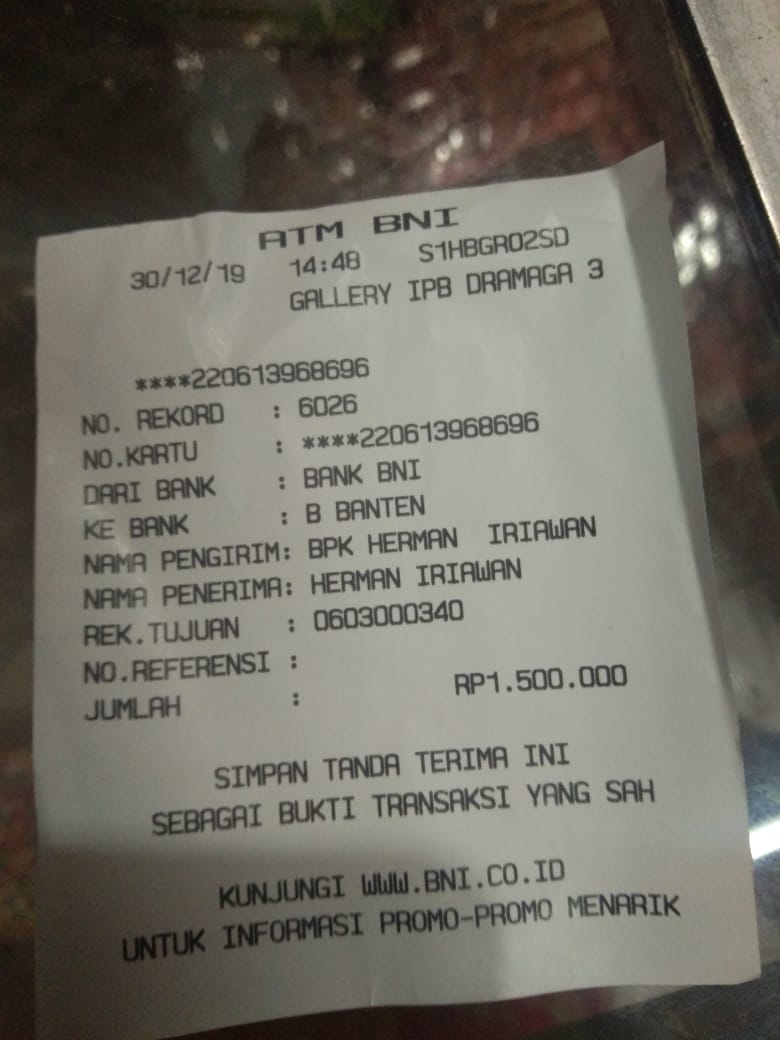 ATM BNI
30/12/19 14:48 S1HBGR02SD
GALLERY IPB DRAMAGA 3
****220613968696
NO. REKORD : 6026
NO.KARTU : ****220613968696
DARI BANK : BANK BNI
KE BANK : B BANTEN
NAMA PENGIRIM: BPK HERMAN IRIAWAN
NAMA PENERIMA: HERMAN IRIAWAN
REK.TUJUAN : 0603000340
NO.REFERENSI :
JUMLAH : RP1.500.000
SIMPAN TANDA TERIMA INI
SEBAGAI BUKTI TRANSAKSI YANG SAH
KUNJUNGI WWW.BNI.CO.ID
UNTUK INFORMASI PROMO-PROMO MENARIK